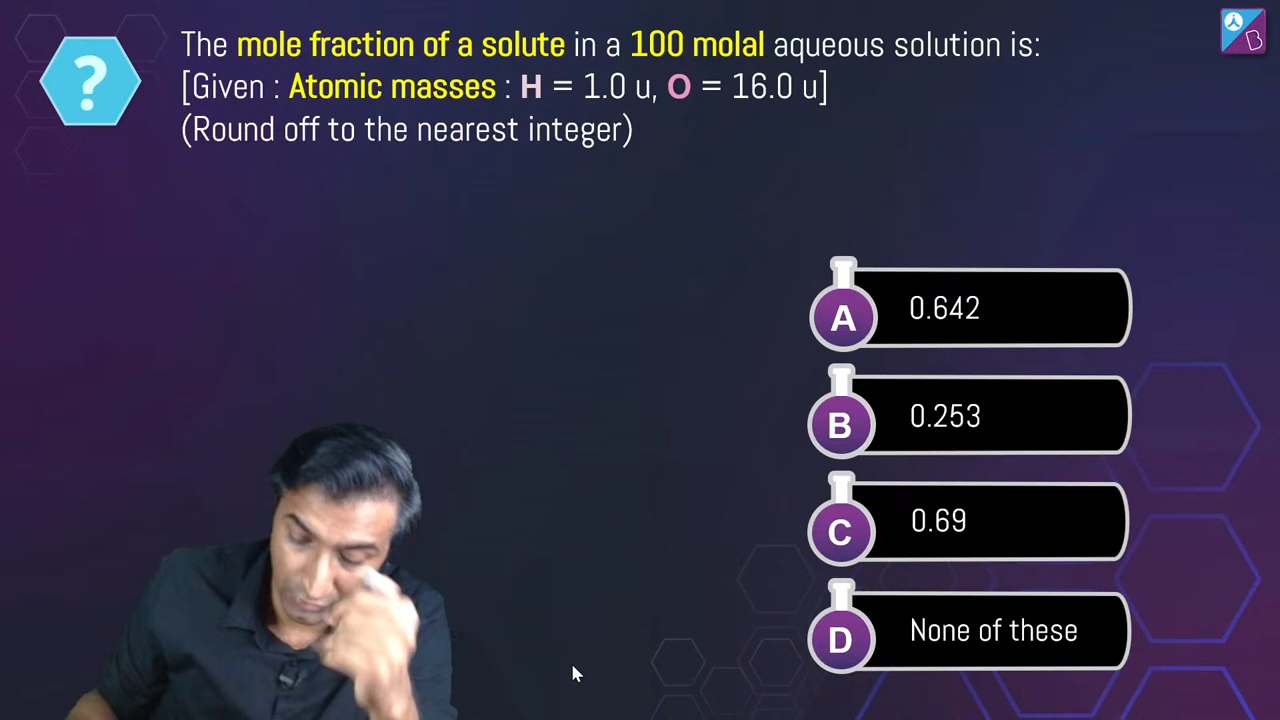 ?
The mole fraction of a solute in a 100 molal aqueous solution is:
[Given : Atomic masses : H = 1.0 u, O = 16.0 u]
(Round off to the nearest integer)
B
A 0.642
B 0.253
C 0.69
D None of these